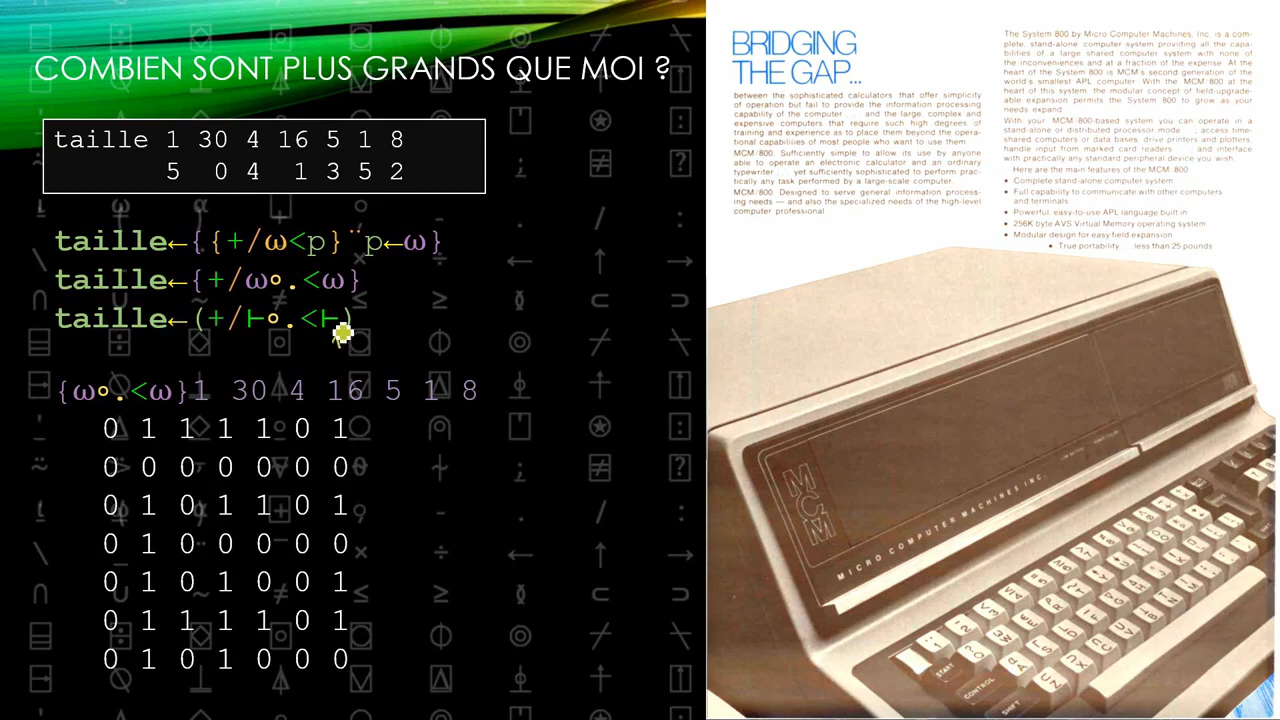 COMBIEN SONT PLUS GRANDS QUE MOI ?
taille 1 30 4 16 5 1 8
5 0 4 1 3 5 2
taille←{{+/ω<p}¨p←ω}
taille←{+/ω∘.<ω}
taille←(+/⊢∘.<⊢)
{ω∘.<ω}1 30 4 16 5 1 8
0 1 1 1 1 0 1
0 0 0 0 0 0 0
0 1 0 1 1 0 1
0 1 0 0 0 0 0
0 1 0 1 0 0 1
0 1 1 1 1 0 1
0 1 0 1 0 0 0
BRIDGING
THE GAP...
between the sophisticated calculators that offer simplicity
of operation but fail to provide the information processing
capability of the computer . . . and the large, complex and
expensive computers that require such high degrees of
training and experience as to place them beyond the opera-
tional capabilities of most people who want to use them.
MCM/800. Sufficiently simple to allow its use by anyone
able to operate an electronic calculator and an ordinary
typewriter . . . yet sufficiently sophisticated to perform prac-
tically any task performed by a large-scale computer.
MCM/800. Designed to serve general information process-
ing needs — and also the specialized needs of the high-level
computer professional.
The System 800 by Micro Computer Machines, Inc. is a com-
plete, stand-alone computer system providing all the capa-
bilities of a large shared computer system with none of
the inconveniences and at a fraction of the expense. At the
heart of the System 800 is MCM's second generation of the
world's smallest APL computer. With the MCM 800 at the
heart of this system, the modular concept of field-upgrade-
able expansion permits the System 800 to grow as your
needs expand.
With your MCM/800-based system you can operate in a
stand-alone or distributed processor mode . . . access time-
shared computers or data bases, drive printers and plotters,
handle input from marked card readers . . . and interface
with practically any standard peripheral device you wish.
Here are the main features of the MCM/800:
• Complete stand-alone computer system
• Full capability to communicate with other computers
and terminals
• Powerful, easy-to-use APL language built in
• 256K byte AVS Virtual Memory operating system
• Modular design for easy field expansion
• True portability . . . less than 25 pounds
MCM
MICRO COMPUTER MACHINES INC.
START
CONTROL
SHIFT